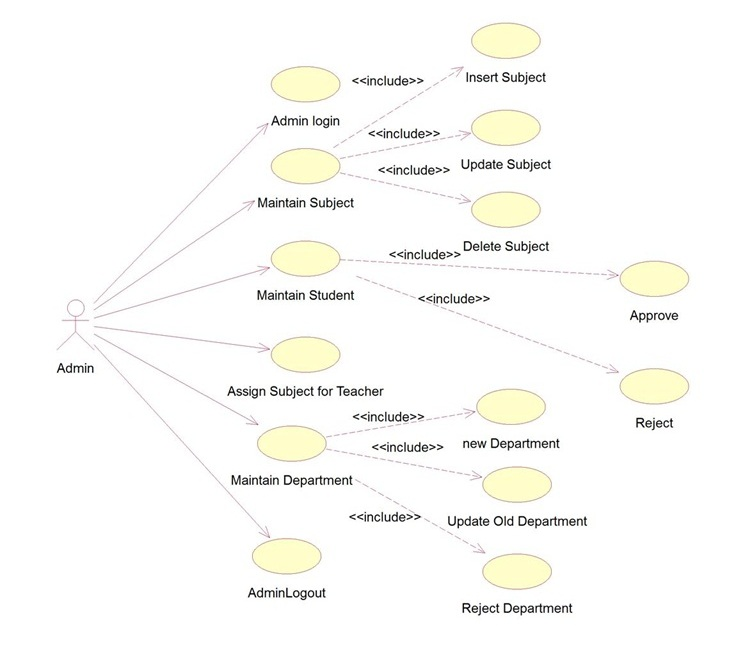 <<include>>
Insert Subject
Admin login
<<include>>
Update Subject
<<include>>
Maintain Subject
Delete Subject
<<include>>
Maintain Student
<<include>>
Approve
Admin
Assign Subject for Teacher
Reject
<<include>>
new Department
<<include>>
Maintain Department
<<include>>
Update Old Department
AdminLogout
Reject Department